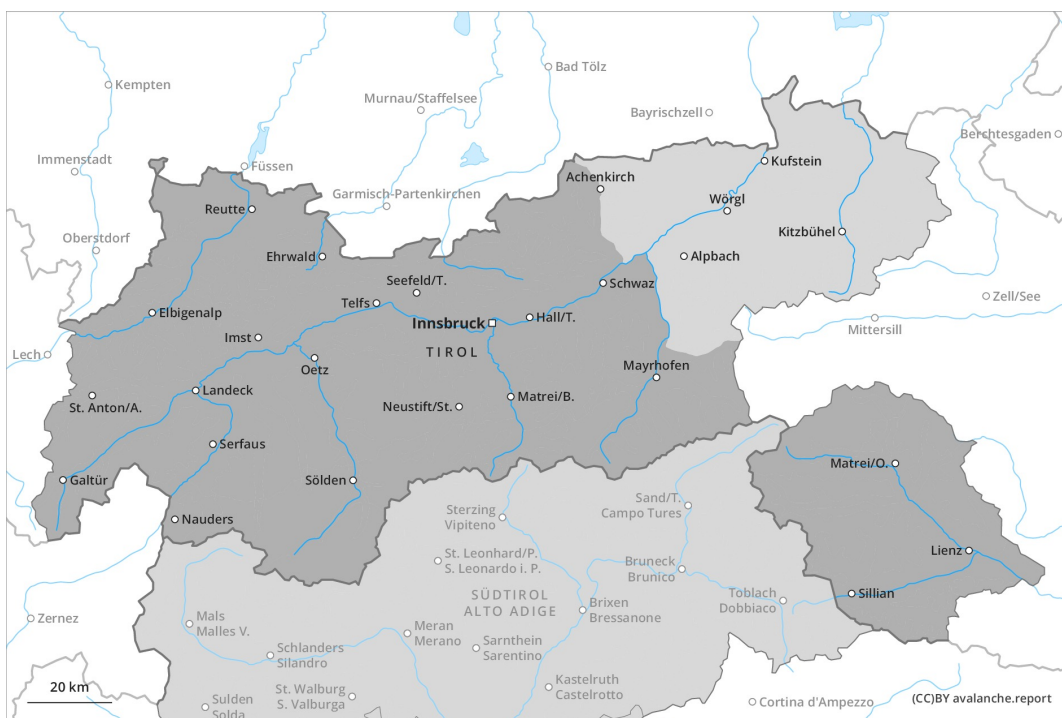 Kempten
Bad Tölz
Murnau/Staffelsee
Bayrischzell
Berchtesgaden
Immenstadt
Füssen
Kufstein
Achenkirch
Garmisch-Partenkirchen
Reutte
Wörgl
Kitzbühel
Oberstdorf
Ehrwald
Alpbach
Seefeld/T.
Schwaz
Zell/See
Telfs
Elbigenalp
Hall/T.
Innsbruck
Mittersill
Imst
TIROL
Lech
Oetz
Mayrhofen
Landeck
Matrei/B.
St. Anton/A.
Neustift/St.
Serfaus
Matrei/O.
Galtür
Sölden
Sand/T.
Campo Tures
Sterzing
Vipiteno
Nauders
Lienz
St. Leonhard/P.
S. Leonardo i. P.
Bruneck
Brunico
SÜDTIROL
ALTO ADIGE
Toblach
Dobbiaco
Sillian
Brixen
Bressanone
Zernez
Mals
Malles V.
Meran
Merano
Sarnthein
Sarentino
Schlanders
Silandro
Kastelruth
Castelrotto
20 km
St. Walburg
S. Valburga
Sulden
Solda
Cortina d'Ampezzo
(CC)BY avalanche.report